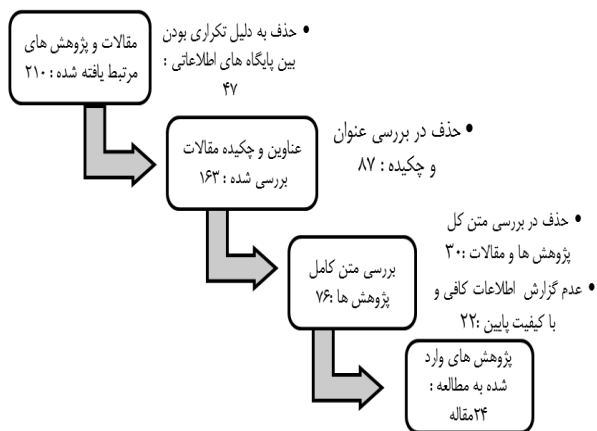 مقالات و پژوهش های
مرتبط یافته شده : ۲۱۰
• حذف به دلیل تکراری بودن
بین پایگاه های اطلاعاتی :
۴۷
عناوین و چکیده مقالات
بررسی شده : ۱۶۳
• حذف در بررسی عنوان
و چکیده : ۸۷
بررسی متن کامل
پژوهش ها :۷۶
• حذف در بررسی متن کل
پژوهش ها و مقالات :۳۰
• عدم گزارش اطلاعات کافی و
با کیفیت پایین :۲۲
پژوهش های وارد
شده به مطالعه :
۲۴مقاله